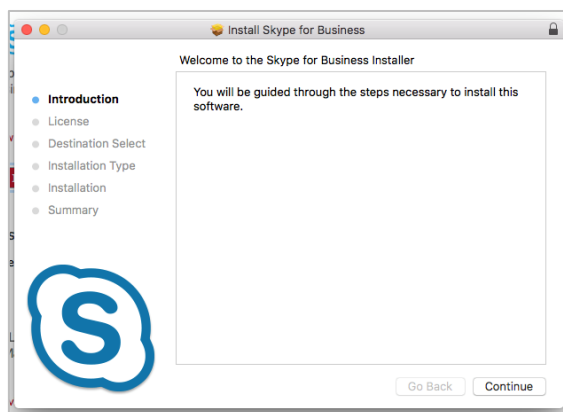 Install Skype for Business
Welcome to the Skype for Business Installer
Introduction
License
Destination Select
Installation Type
Installation
Summary
You will be guided through the steps necessary to install this
software.
S
Go Back
Continue